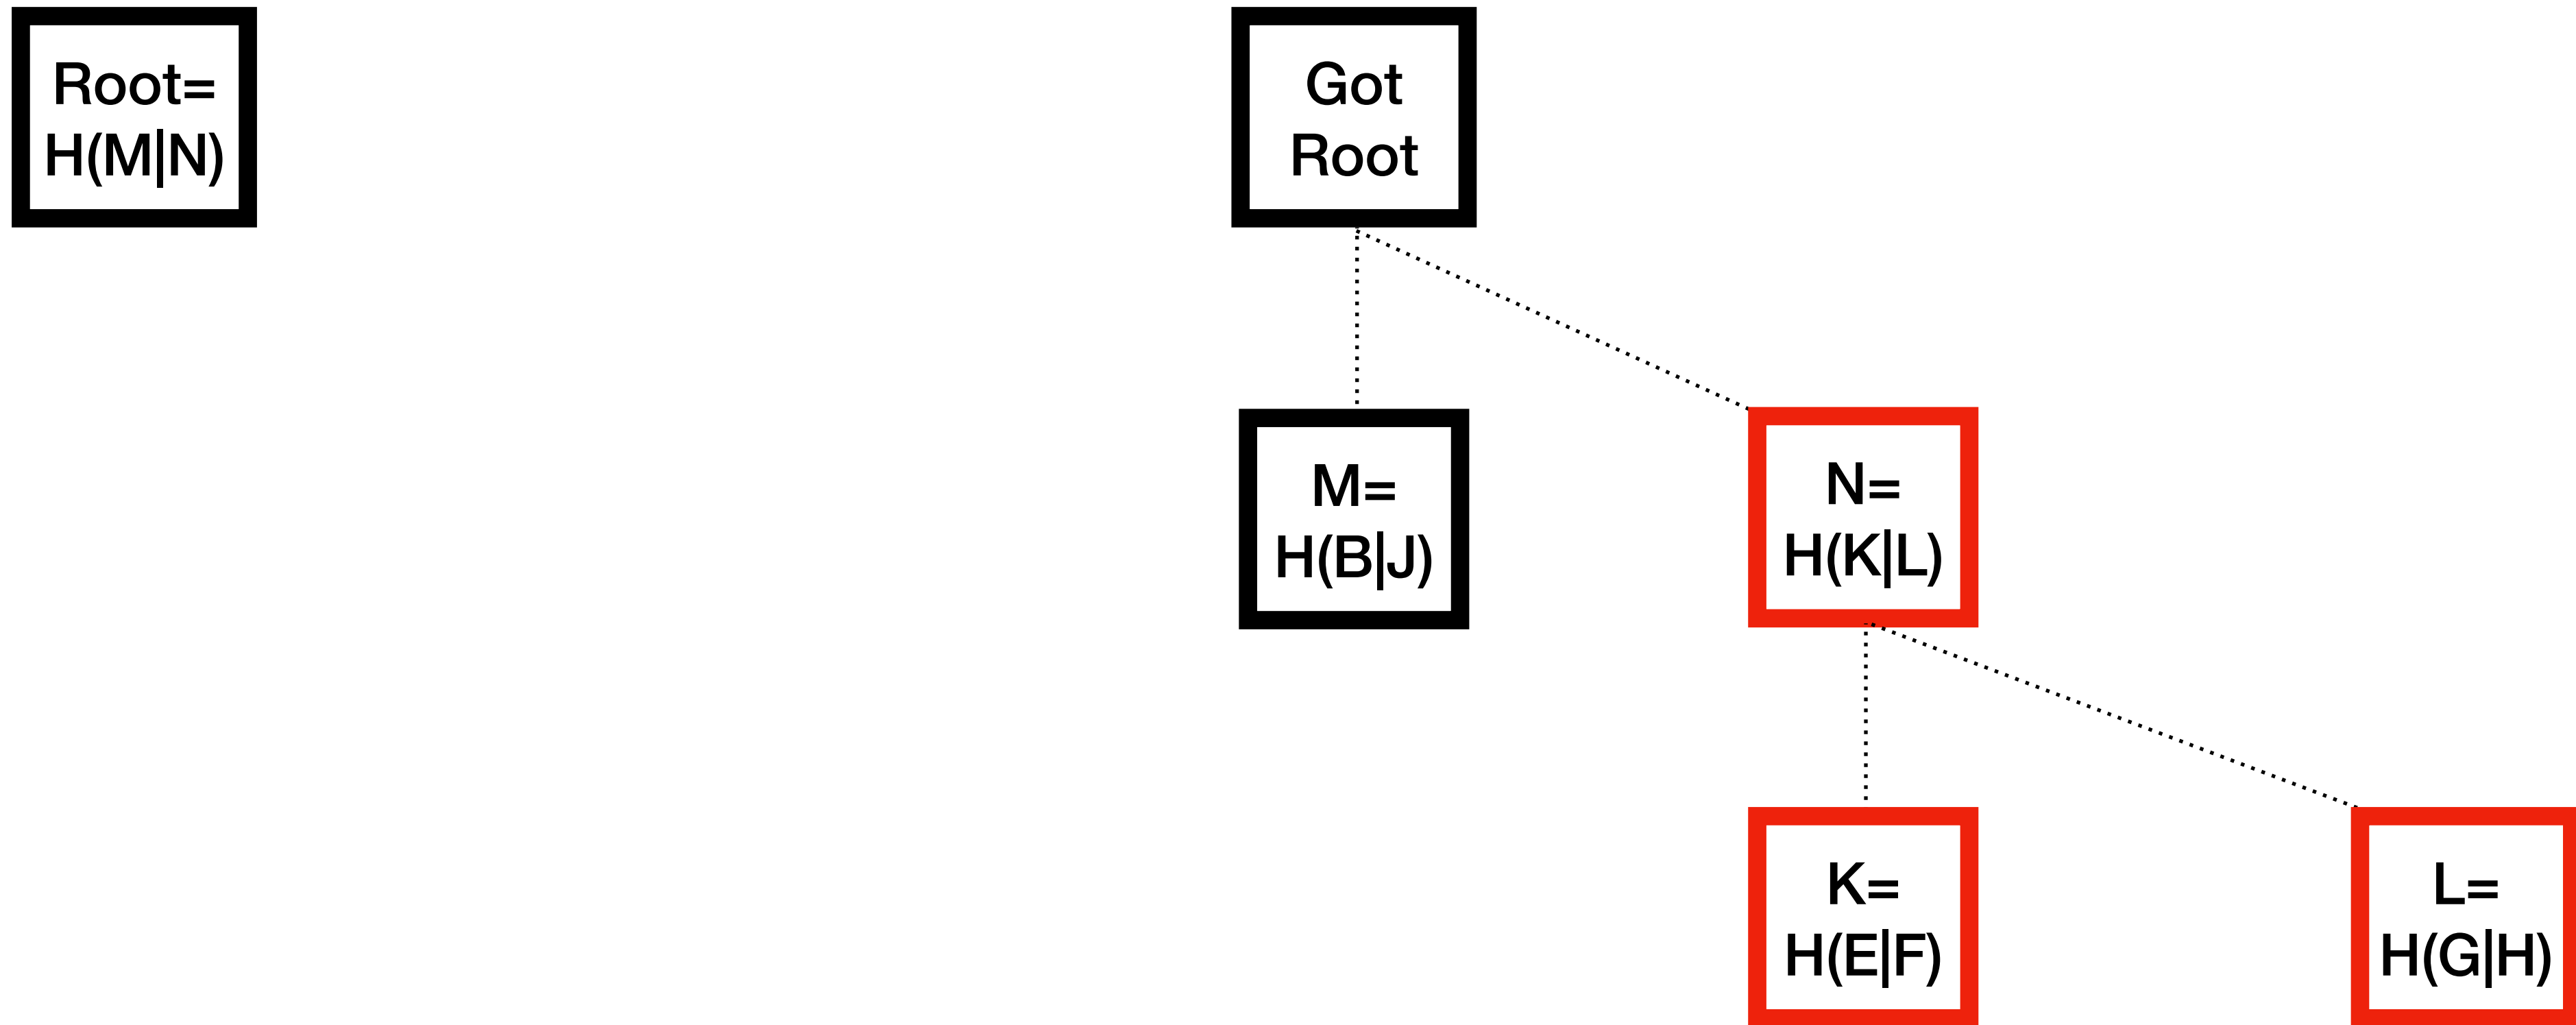 Root=
H(M|N)
Got
Root
M=
H(B|J)
N=
H(K|L)
K=
H(E|F)
L=
H(G|H)